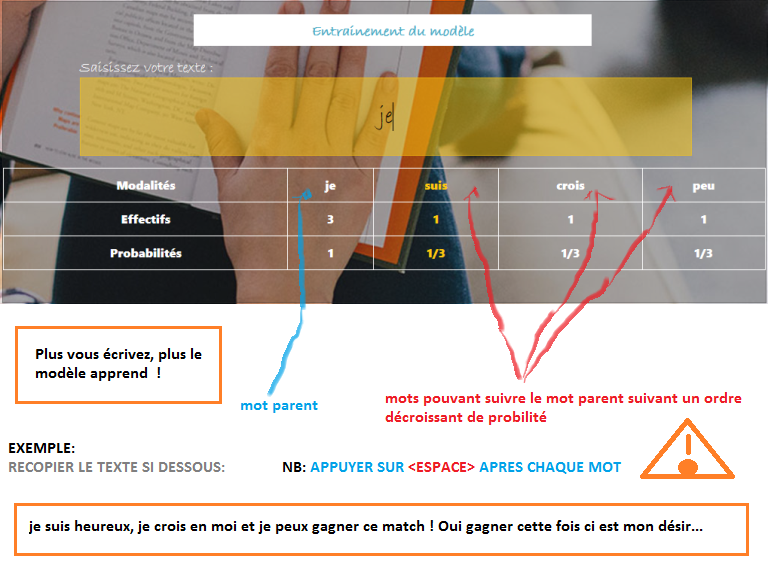 Entraînement du modèle
Saisissez votre texte :
je
Modalités je suis crois peu
Effectifs 3 1 1 1
Probabilités 1 1/3 1/3 1/3
Plus vous écrivez, plus le
modèle apprend !
mot parent
mots pouvant suivre le mot parent suivant un ordre
décroissant de probilité
EXEMPLE:
RECOPIER LE TEXTE SI DESSOUS: NB: APPUYER SUR <ESPACE> APRES CHAQUE MOT
je suis heureux, je crois en moi et je peux gagner ce match ! Oui gagner cette fois ci est mon désir...